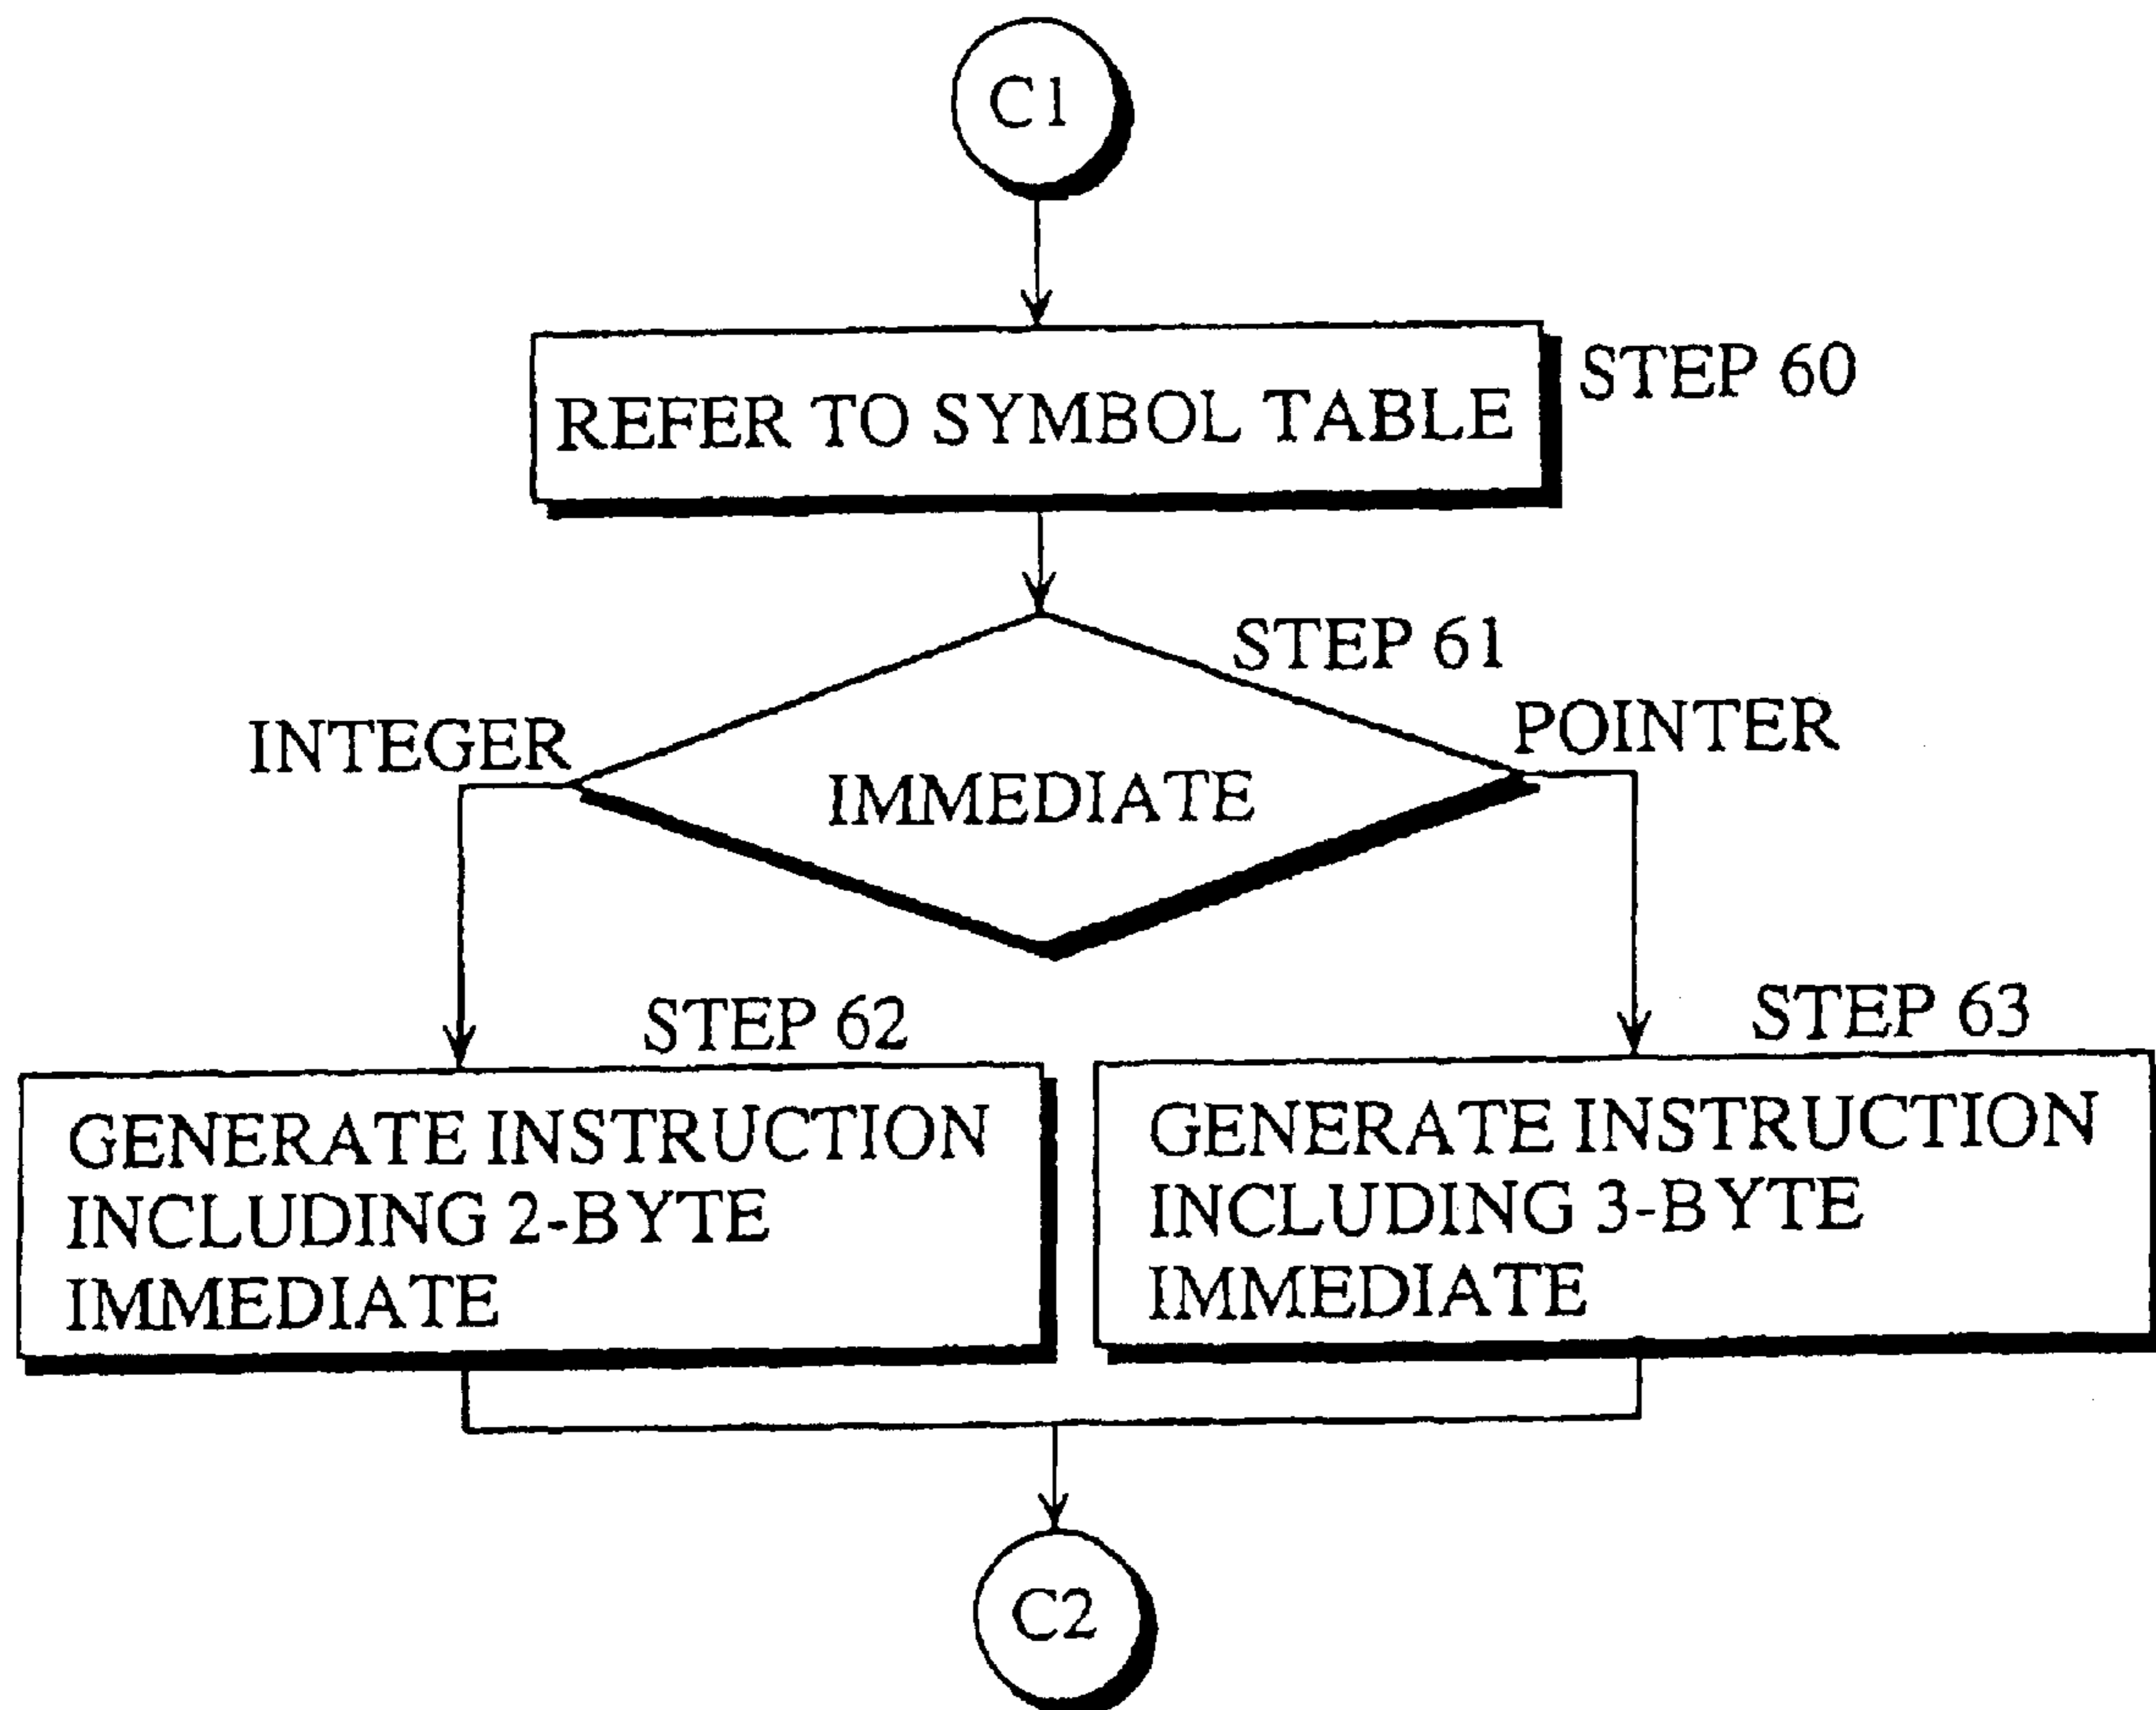 C1
REFER TO SYMBOL TABLE
STEP 60
STEP 61
INTEGER
POINTER
IMMEDIATE
STEP 62
GENERATE INSTRUCTION
INCLUDING 2-BYTE
IMMEDIATE
STEP 63
GENERATE INSTRUCTION
INCLUDING 3-BYTE
IMMEDIATE
C2